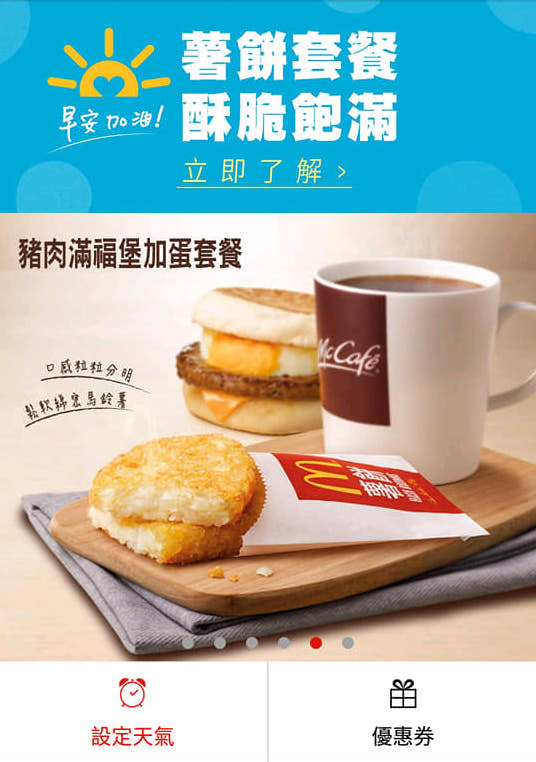 薯餅套餐
早安加油!
酥脆飽滿
立即了解 >
豬肉滿福堡加蛋套餐
McCafé
口感粒粒分明
鬆軟綿密馬鈴薯
薯餅
設定天氣
優惠券